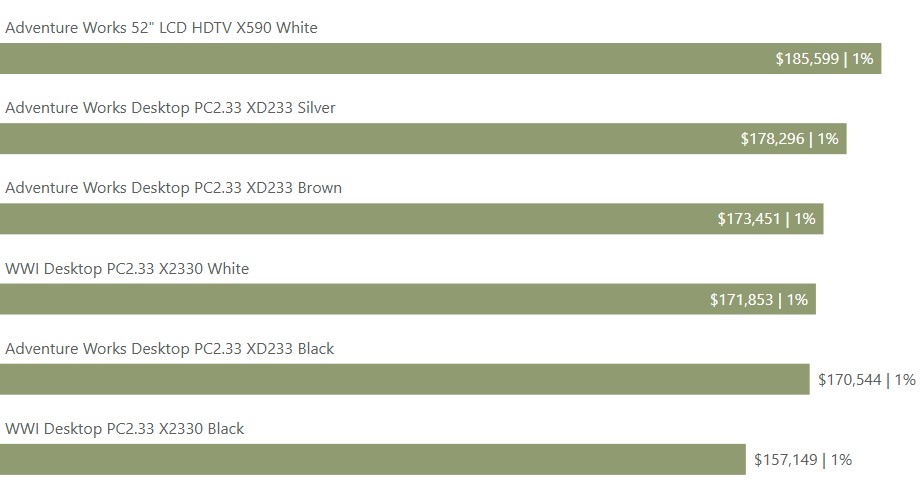 Adventure Works 52" LCD HDTV X590 White
$185,599 | 1%
Adventure Works Desktop PC2.33 XD233 Silver
$178,296 | 1%
Adventure Works Desktop PC2.33 XD233 Brown
$173,451 | 1%
WWI Desktop PC2.33 X2330 White
$171,853 | 1%
Adventure Works Desktop PC2.33 XD233 Black
$170,544 | 1%
WWI Desktop PC2.33 X2330 Black
$157,149 | 1%